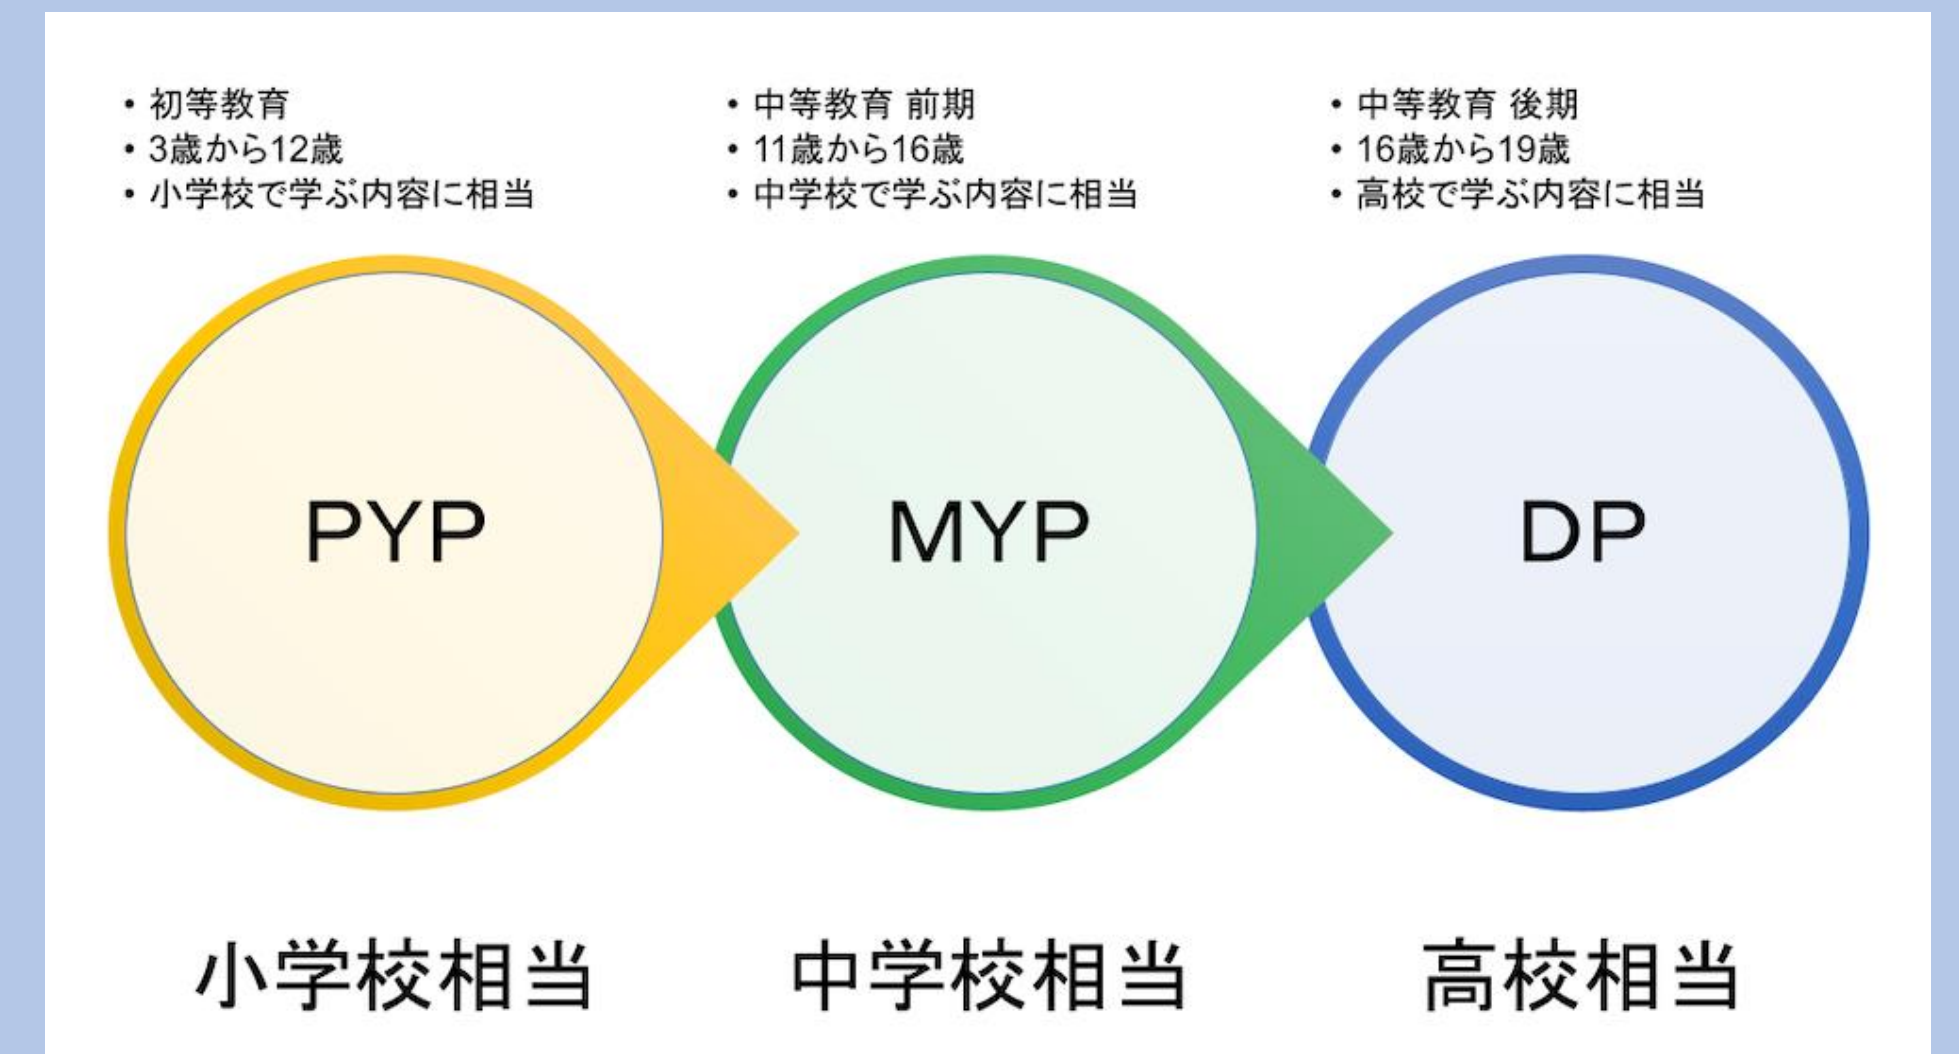 • 初等教育
• 3歳から12歳
• 小学校で学ぶ内容に相当
• 中等教育 前期
• 11歳から16歳
• 中学校で学ぶ内容に相当
• 中等教育 後期
• 16歳から19歳
• 高校で学ぶ内容に相当
PYP
MYP
DP
小学校相当
中学校相当
高校相当